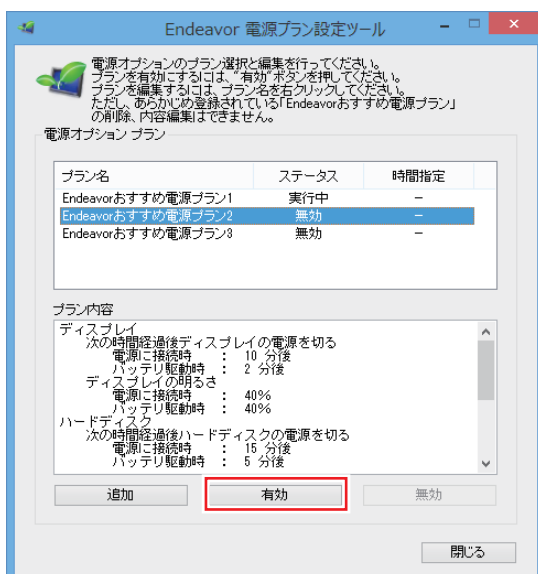 Endeavor 電源プラン設定ツール
電源オプションのプラン選択と編集を行ってください。
プランを有効にするには、“有効”ボタンを押してください。
プランを編集するには、プラン名を右クリックしてください。
ただし、あらかじめ登録されている「Endeavorおすすめ電源プラン」
の削除、内容編集はできません。
電源オプション プラン
プラン名 ステータス 時間指定
Endeavorおすすめ電源プラン1 実行中 −
Endeavorおすすめ電源プラン2 無効 −
Endeavorおすすめ電源プラン3 無効 −
プラン内容
ディスプレイ
次の時間経過後ディスプレイの電源を切る
電源に接続時 : 10 分後
バッテリ駆動時 : 2 分後
ディスプレイの明るさ
電源に接続時 : 40%
バッテリ駆動時 : 40%
ハードディスク
次の時間経過後ハードディスクの電源を切る
電源に接続時 : 15 分後
バッテリ駆動時 : 5 分後
追加 有効 無効
閉じる